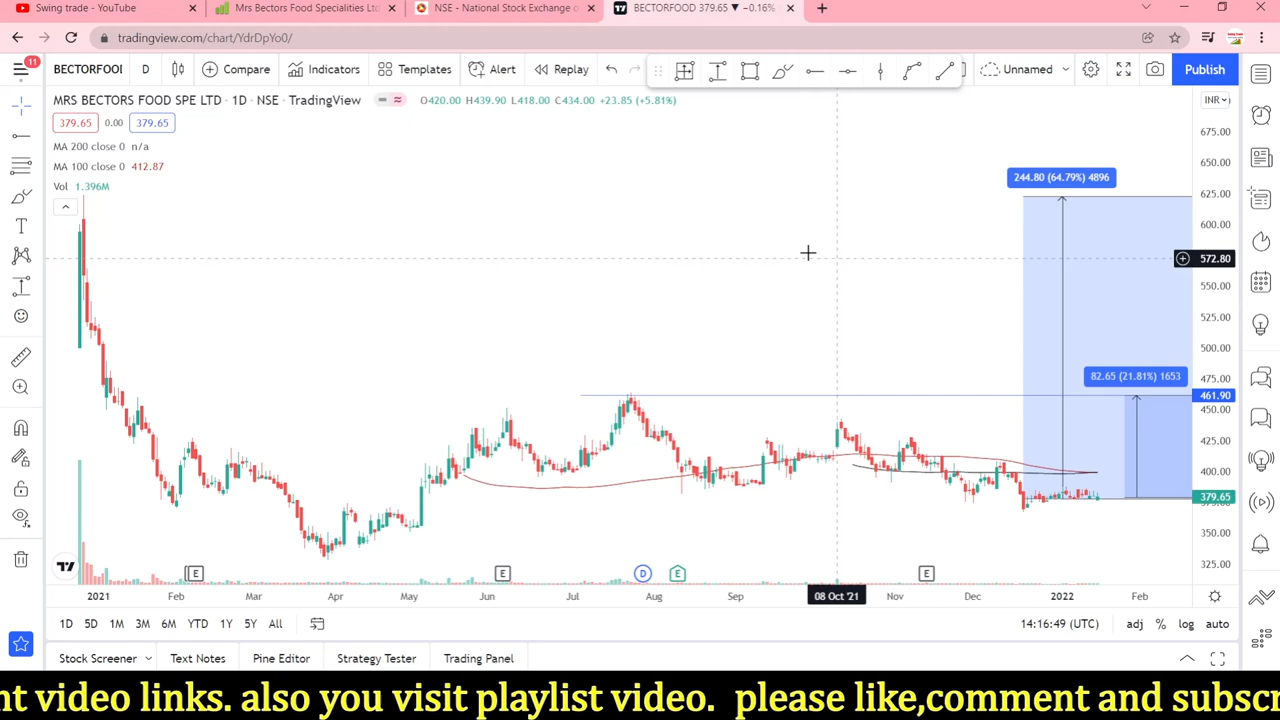 Swing trade - YouTube
Mrs Bectors Food Specialities Ltd
NSE - National Stock Exchange o
BECTORFOOD 379.65 ▼ −0.16%
tradingview.com/chart/YdrDpYo0/
11
BECTORFOOI
D
Compare
Indicators
Templates
Alert
Replay
Unnamed
Publish
MRS BECTORS FOOD SPE LTD · 1D · NSE · TradingView
O420.00 H439.90 L418.00 C434.00 +23.85 (+5.81%)
INR
379.65 0.00 379.65
MA 200 close 0 n/a
MA 100 close 0 412.87
Vol 1.396M
675.00
650.00
625.00
600.00
572.80
550.00
525.00
500.00
475.00
461.90
450.00
425.00
400.00
379.65
350.00
325.00
244.80 (64.79%) 4896
82.65 (21.81%) 1653
E
E
D
E
E
2021
Feb
Mar
Apr
May
Jun
Jul
Aug
Sep
08 Oct '21
Nov
Dec
2022
Feb
1D 5D 1M 3M 6M YTD 1Y 5Y All
14:16:49 (UTC)
adj % log auto
Stock Screener
Text Notes
Pine Editor
Strategy Tester
Trading Panel
nt video links. also you visit playlist video. please like,comment and subscr